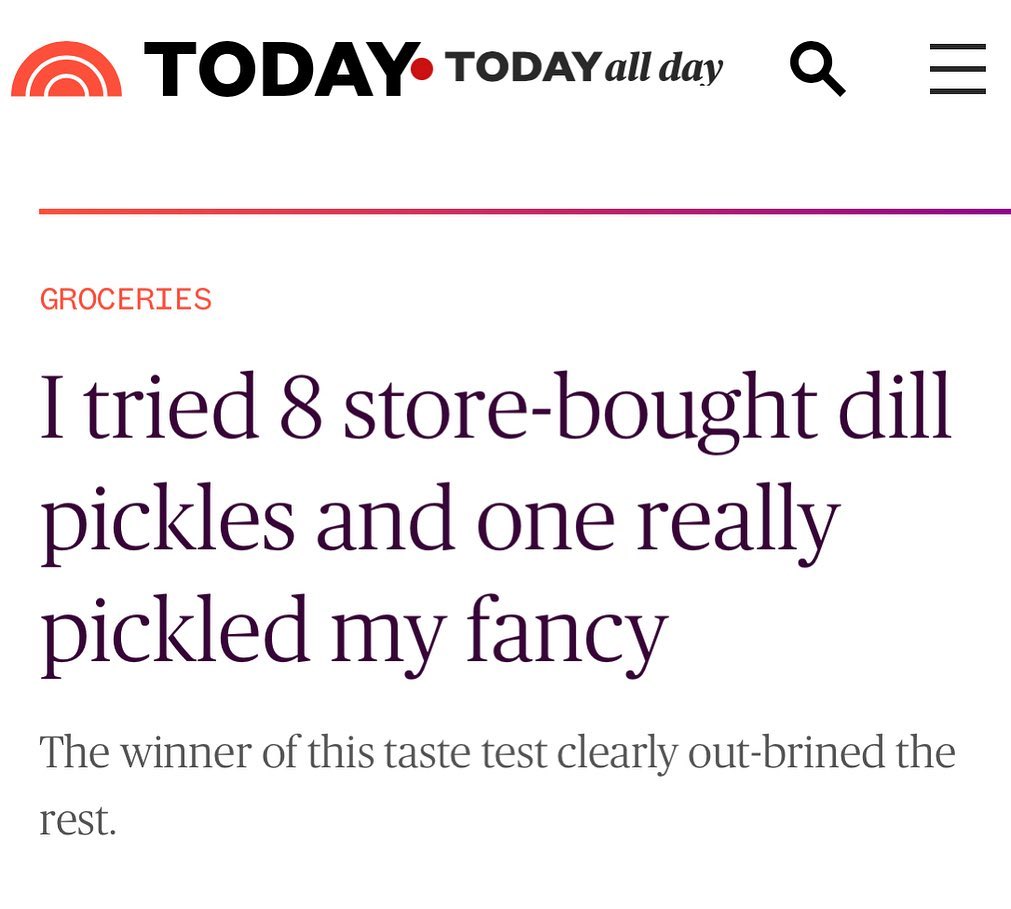 TODAY TODAY all day
GROCERIES
I tried 8 store-bought dill
pickles and one really
pickled my fancy
The winner of this taste test clearly out-brined the
rest.